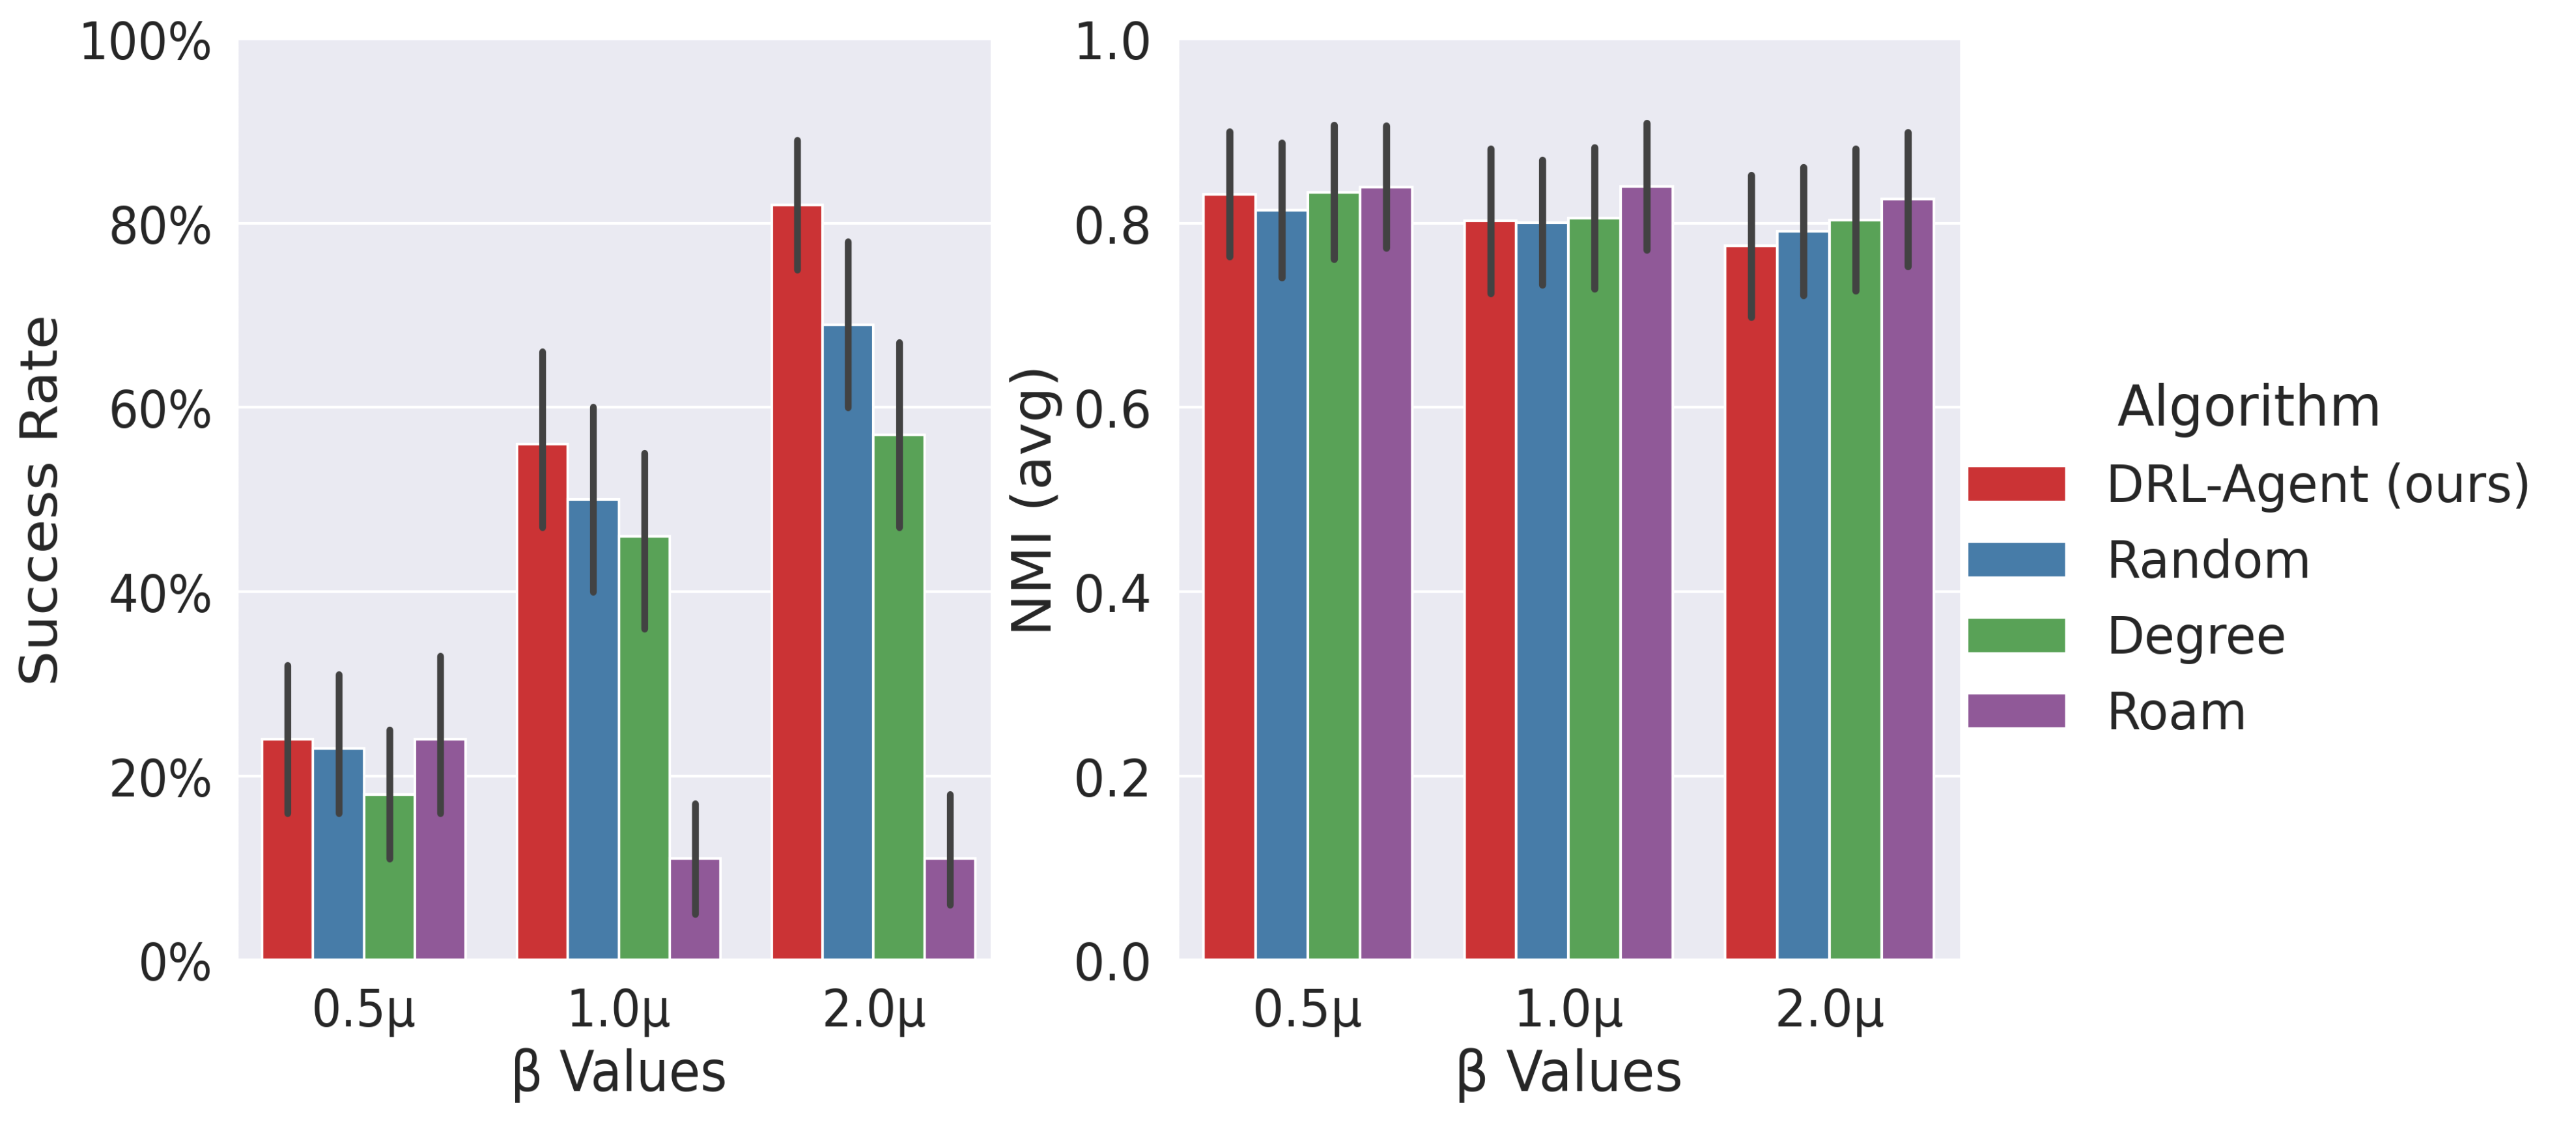 100%
80%
60%
40%
20%
0%
Success Rate
0.5μ 1.0μ 2.0μ
β Values
1.0
0.8
0.6
0.4
0.2
0.0
NMI (avg)
0.5μ 1.0μ 2.0μ
β Values
Algorithm
DRL-Agent (ours)
Random
Degree
Roam